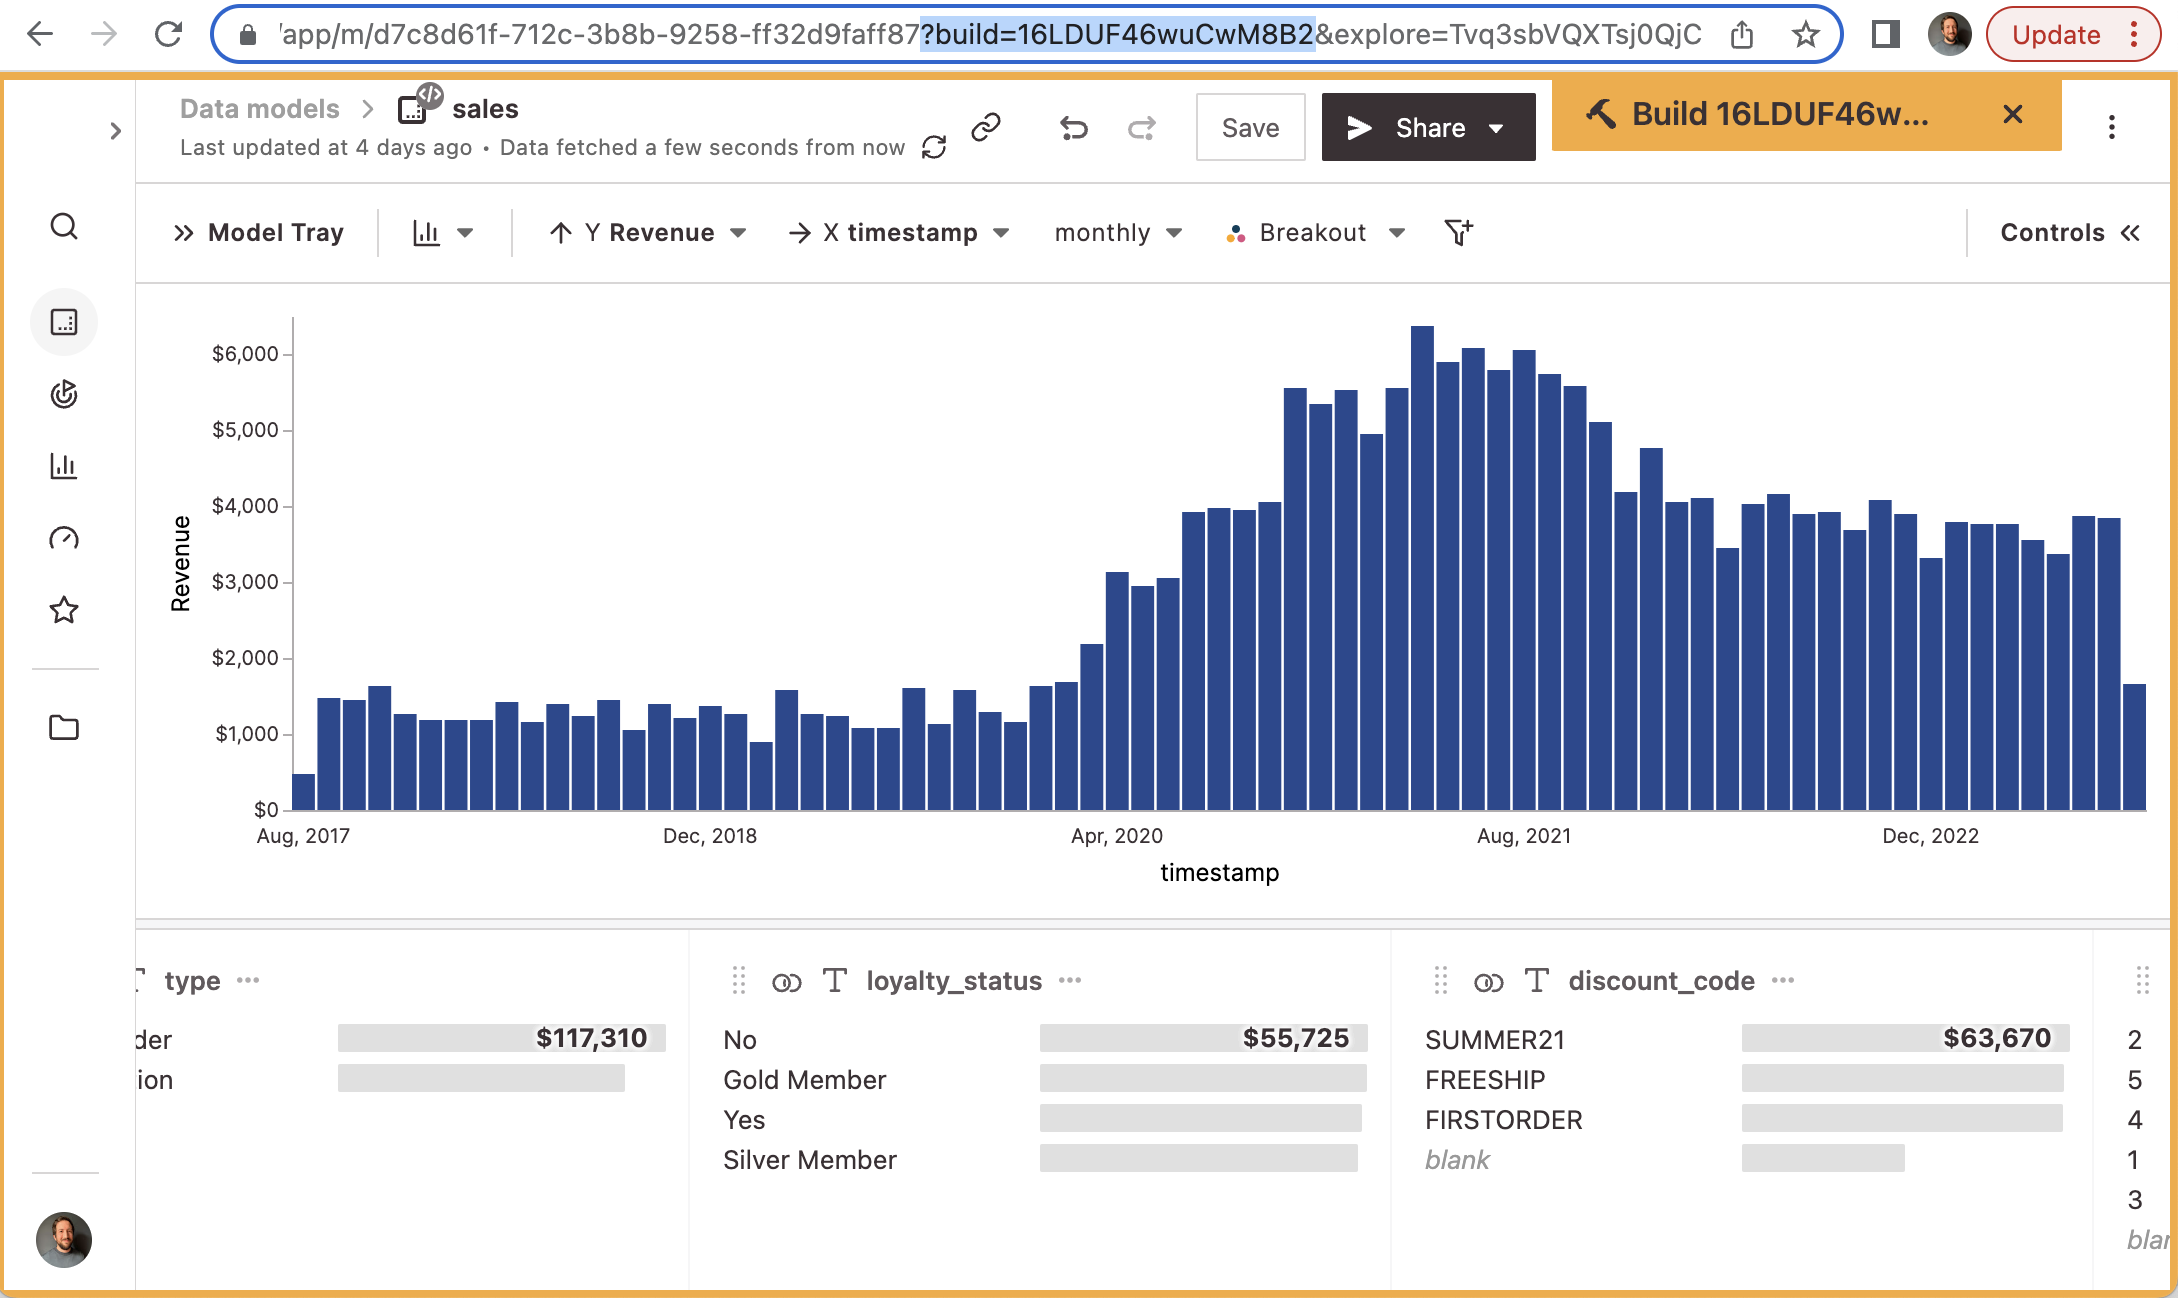 'app/m/d7c8d61f-712c-3b8b-9258-ff32d9faff87?build=16LDUF46wuCwM8B2&explore=Tvq3sbVQXTsj0QjC
Update
Data models > sales
Last updated at 4 days ago • Data fetched a few seconds from now
Save
Share
Build 16LDUF46w...
Model Tray
Y Revenue
X timestamp
monthly
Breakout
Controls
Revenue
$6,000
$5,000
$4,000
$3,000
$2,000
$1,000
$0
Aug, 2017
Dec, 2018
Apr, 2020
Aug, 2021
Dec, 2022
timestamp
type
der
$117,310
ion
T loyalty_status
No
$55,725
Gold Member
Yes
Silver Member
T discount_code
SUMMER21
$63,670
FREESHIP
FIRSTORDER
blank
2
5
4
1
3